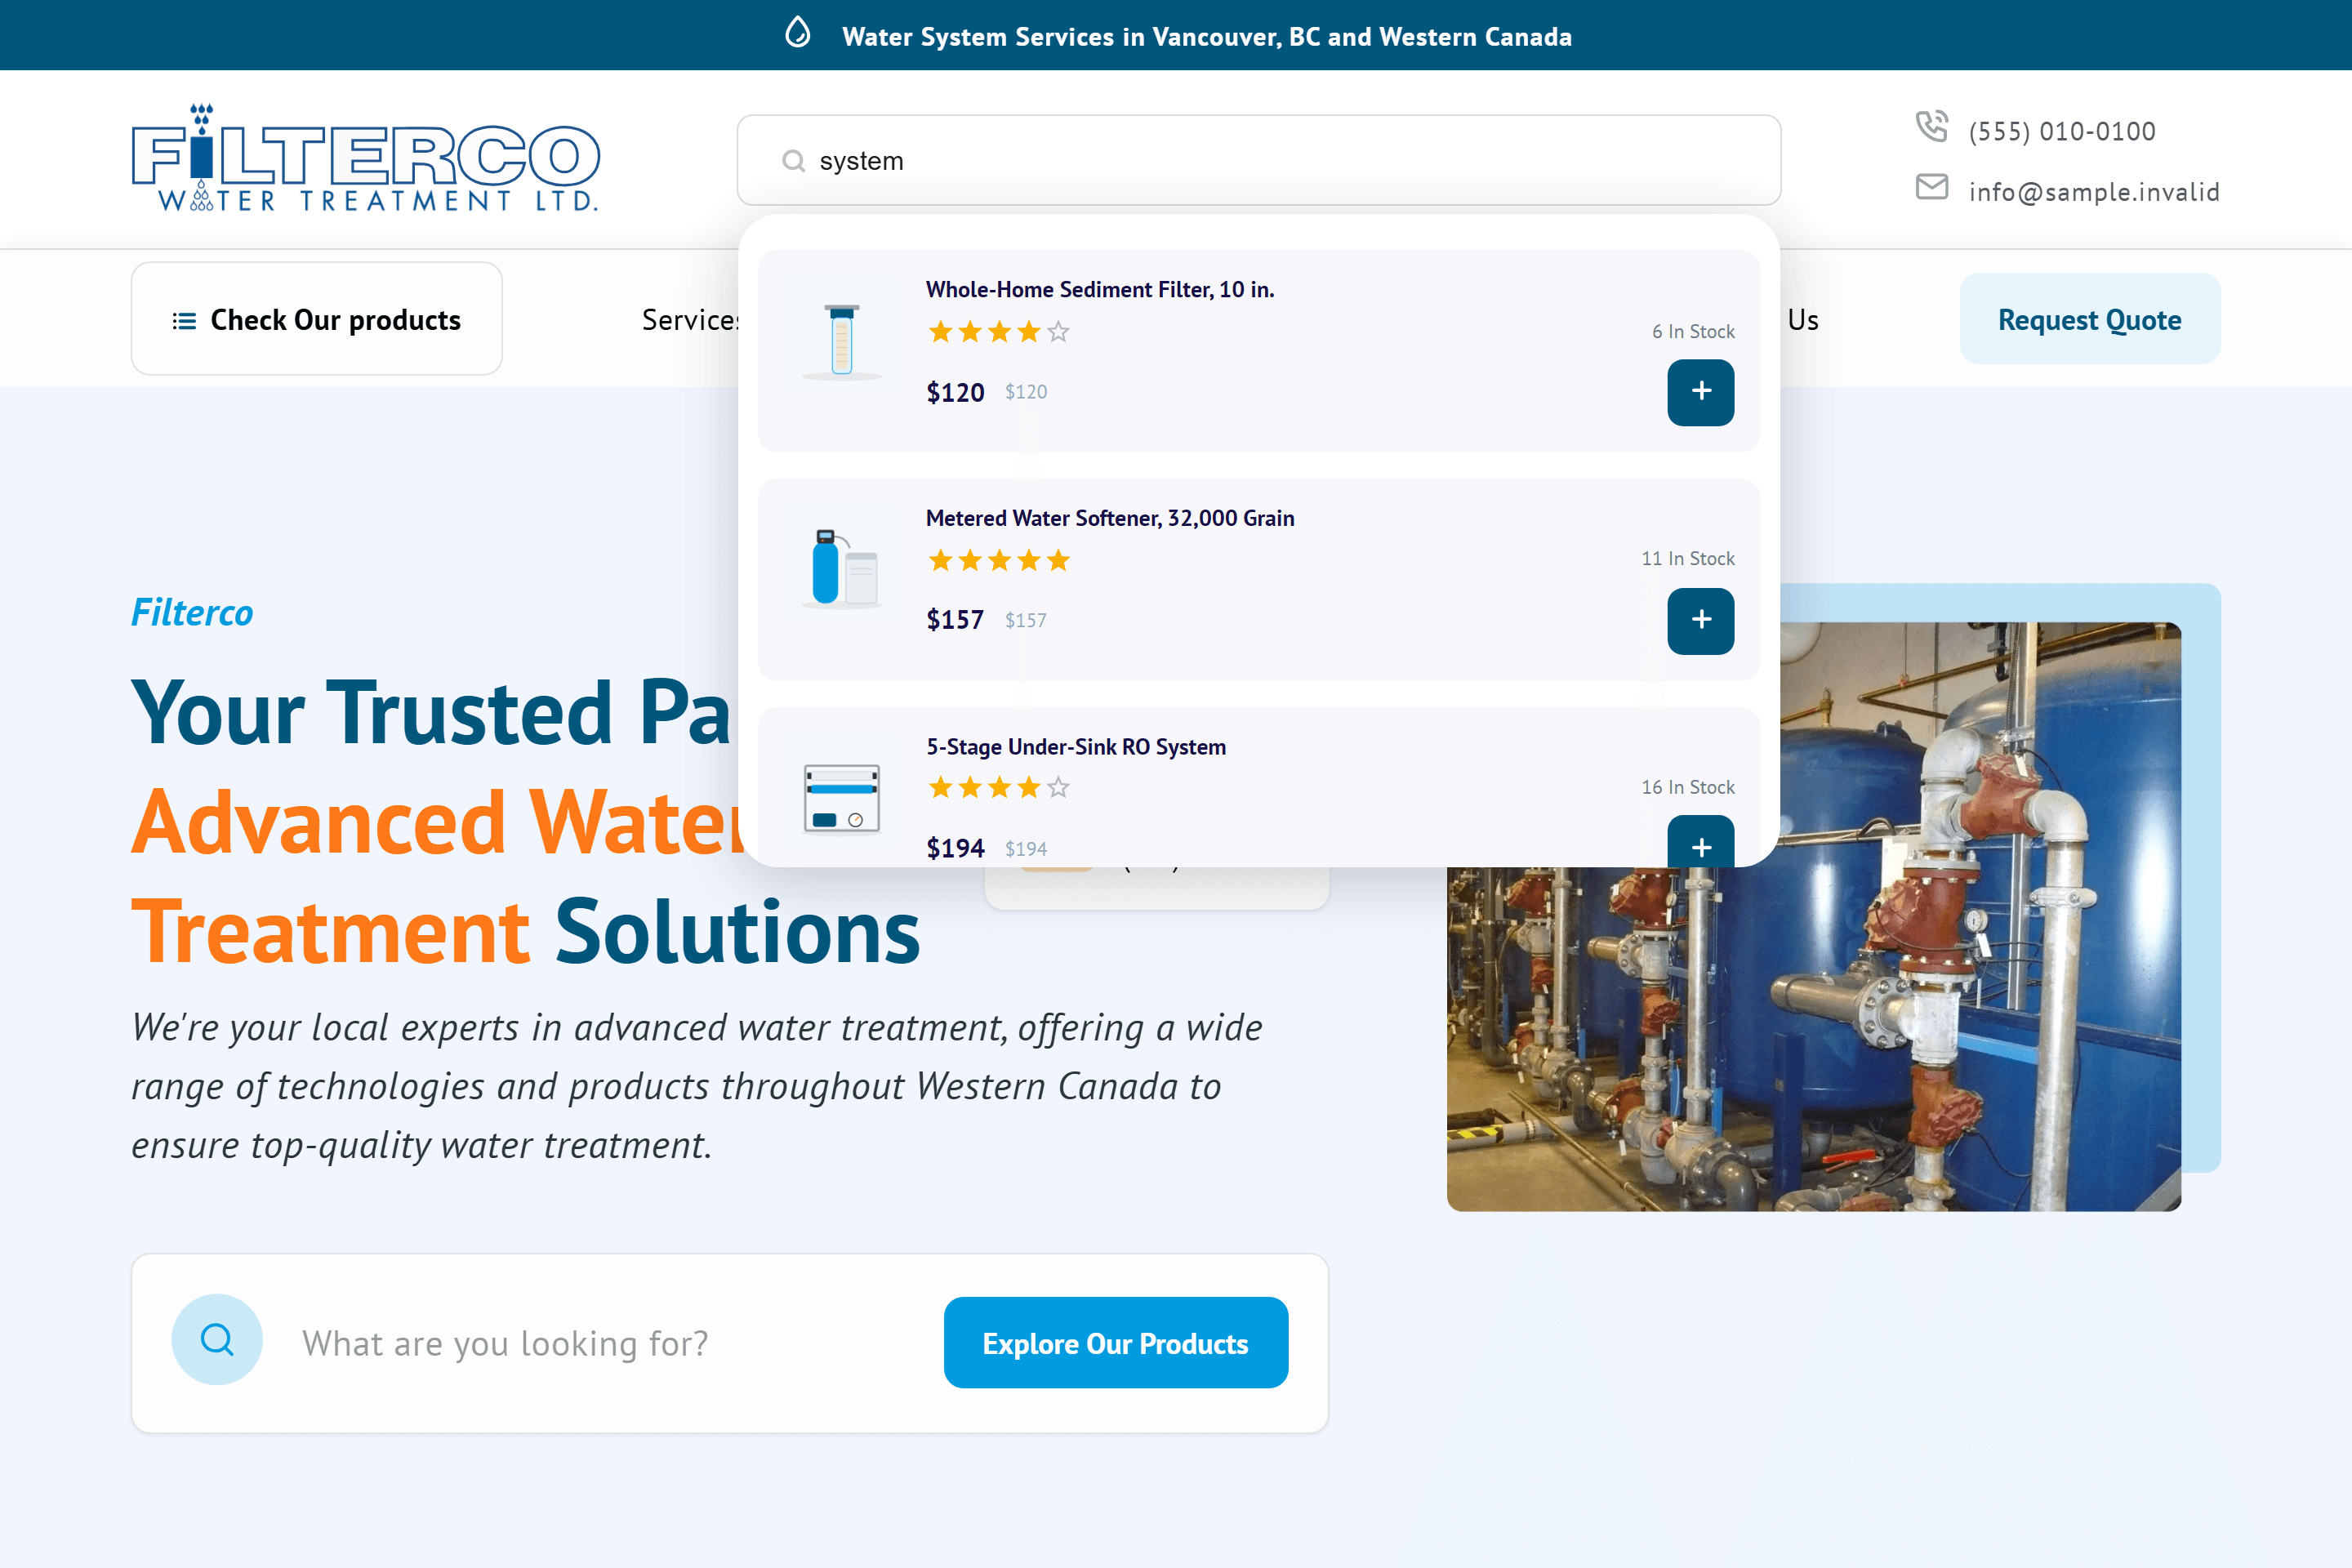 Water System Services in Vancouver, BC and Western Canada
FILTERCO
WATER TREATMENT LTD.
system
(555) 010-0100
info@sample.invalid
Check Our products
Services
Us
Request Quote
Whole-Home Sediment Filter, 10 in.
6 In Stock
$120 $120
Metered Water Softener, 32,000 Grain
11 In Stock
$157 $157
5-Stage Under-Sink RO System
16 In Stock
$194 $194
Filterco
Your Trusted Pa
Advanced Water
Treatment Solutions
We're your local experts in advanced water treatment, offering a wide
range of technologies and products throughout Western Canada to
ensure top-quality water treatment.
What are you looking for?
Explore Our Products